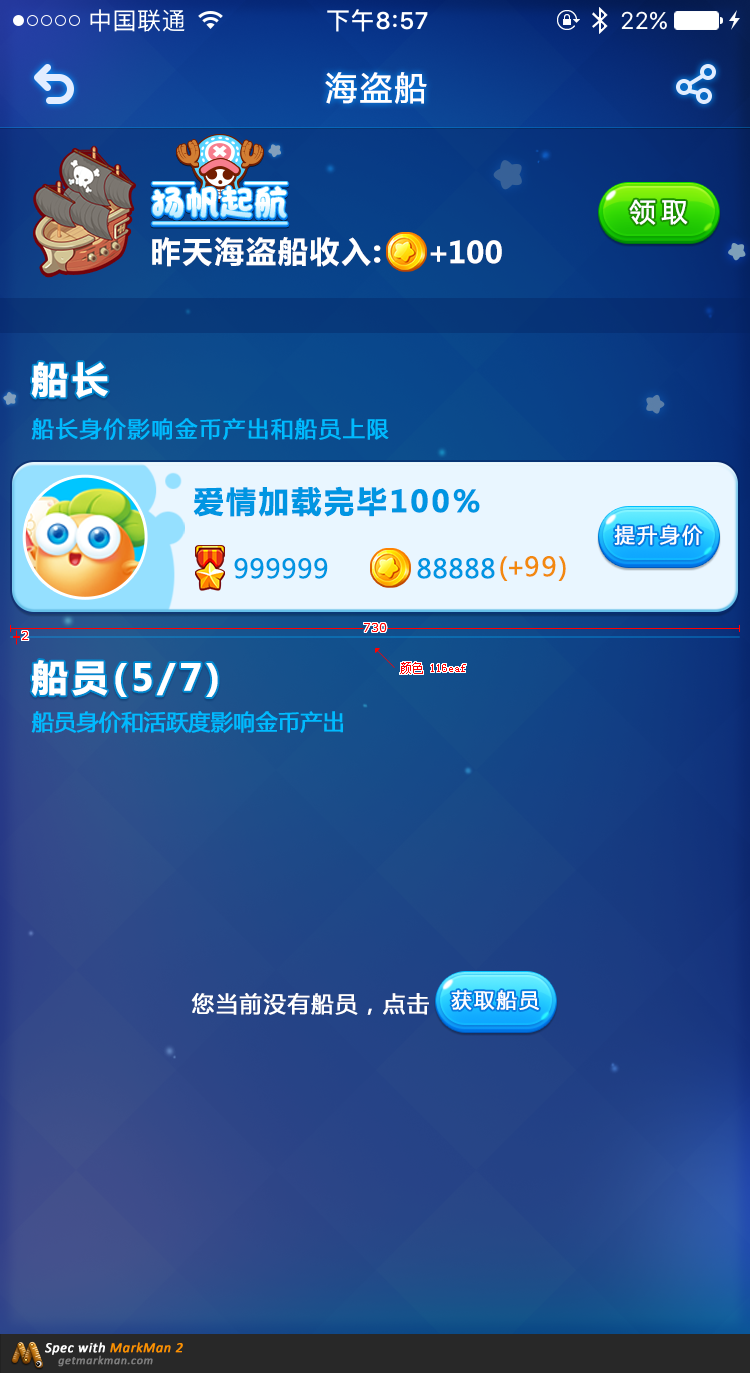 中国联通 下午8:57 22%
海盗船
扬帆起航
昨天海盗船收入:+100
领取
船长
船长身价影响金币产出和船员上限
爱情加载完毕100%
999999 88888(+99)
提升身价
730
2
颜色 116eaf
船员(5/7)
船员身价和活跃度影响金币产出
您当前没有船员，点击 获取船员
Spec with MarkMan 2
getmarkman.com